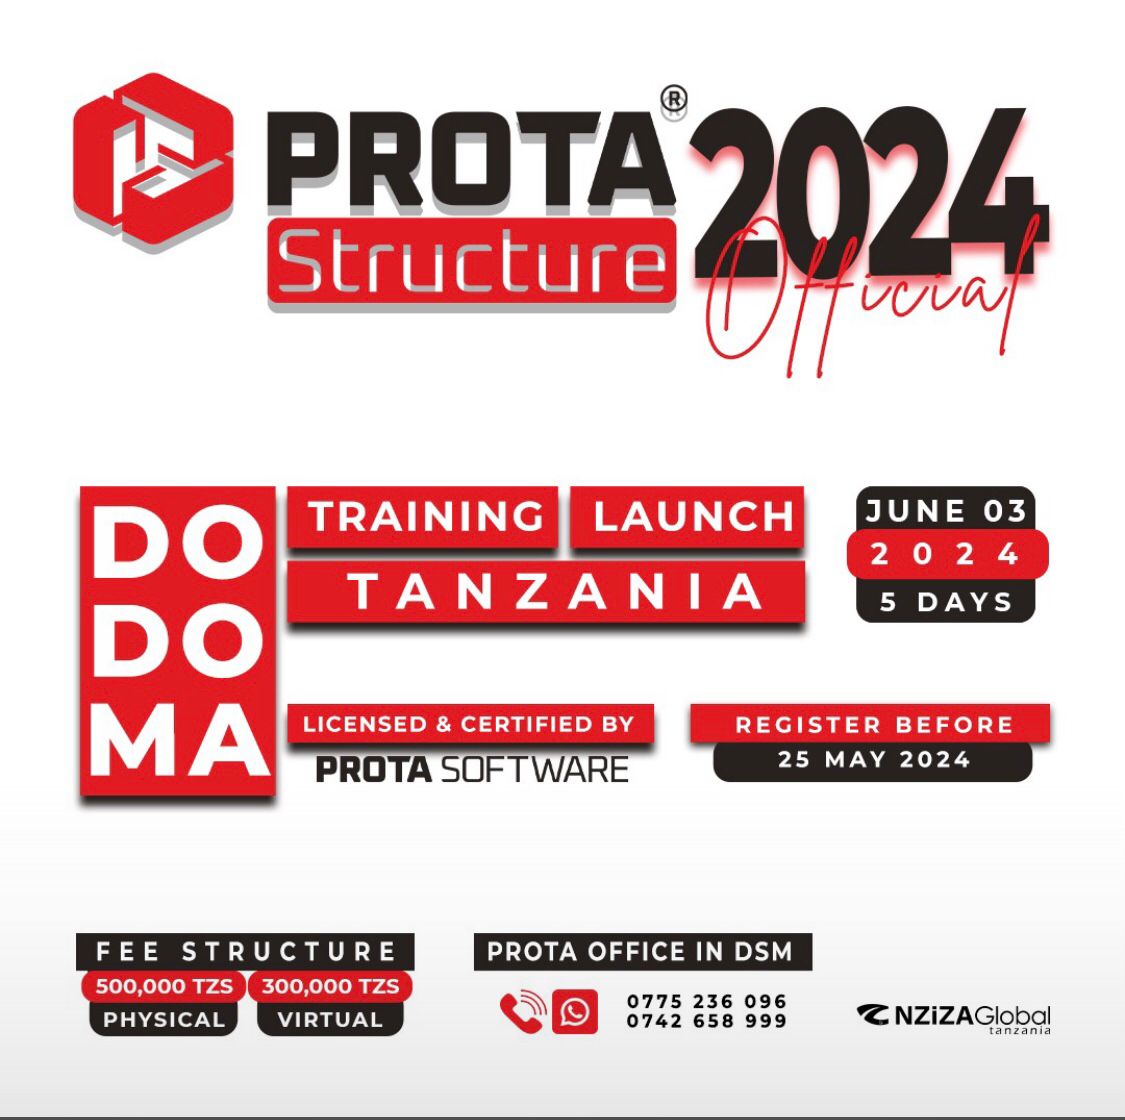 PROTA®
Structure
2024
Official
DO
DO
MA
TRAINING LAUNCH
TANZANIA
JUNE 03
2024
5 DAYS
LICENSED & CERTIFIED BY
PROTA SOFTWARE
REGISTER BEFORE
25 MAY 2024
FEE STRUCTURE
500,000 TZS 300,000 TZS
PHYSICAL VIRTUAL
PROTA OFFICE IN DSM
0775 236 096
0742 658 999
NZiZAGlobal
tanzania